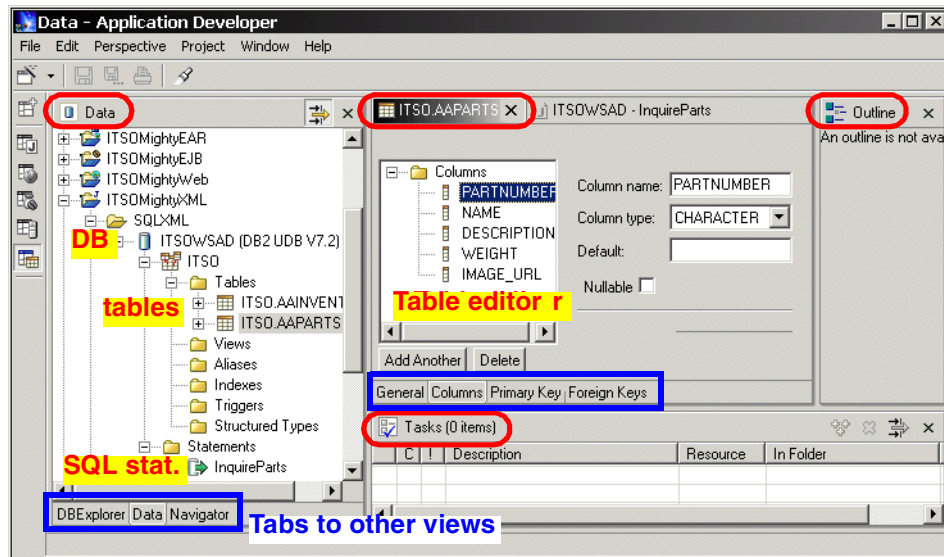 Data - Application Developer
File Edit Perspective Project Window Help
Data
ITSOMightyEAR
ITSOMightyEJB
ITSOMightyWeb
ITSOMightyXML
SQLXML
DB
ITSOWSAD (DB2 UDB V7.2)
ITSO
Tables
tables
ITSO.AAINVENT
ITSO.AAPARTS
Views
Aliases
Indexes
Triggers
Structured Types
Statements
SQL stat.
InquireParts
DBExplorer Data Navigator
Tabs to other views
ITSO.AAPARTS
ITSOWSAD - InquireParts
Columns
PARTNUMBER
NAME
DESCRIPTION
WEIGHT
IMAGE_URL
Table editor r
Column name: PARTNUMBER
Column type: CHARACTER
Default:
Nullable
Add Another Delete
General Columns Primary Key Foreign Keys
Tasks (0 items)
C ! Description Resource In Folder
Outline
An outline is not ava